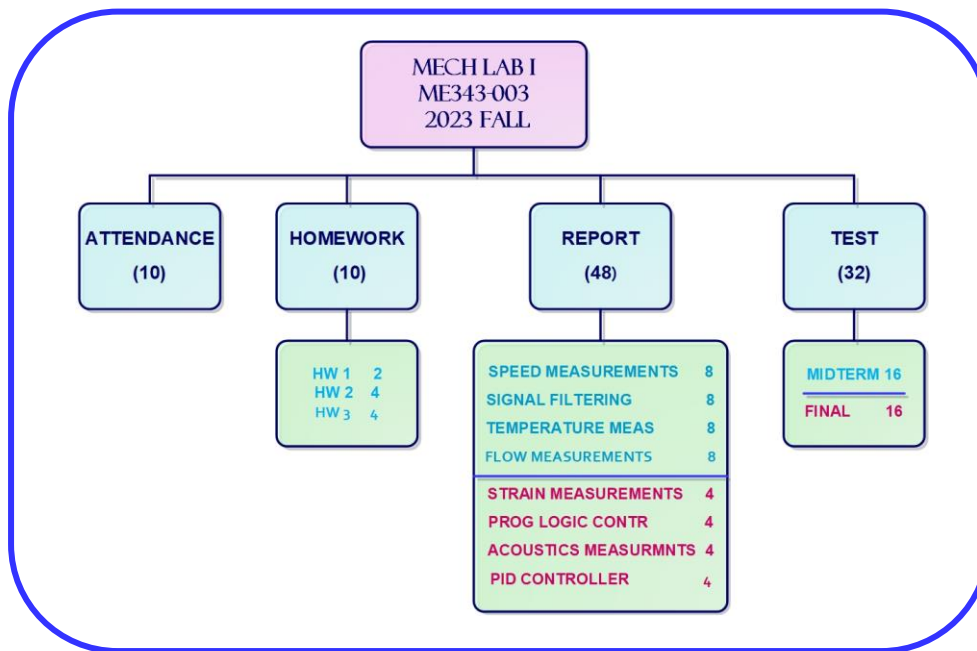 MECH LAB I
ME343-003
2023 FALL
ATTENDANCE
(10)
HOMEWORK
(10)
REPORT
(48)
TEST
(32)
HW 1 2
HW 2 4
HW 3 4
SPEED MEASUREMENTS 8
SIGNAL FILTERING 8
TEMPERATURE MEAS 8
FLOW MEASUREMENTS 8
STRAIN MEASUREMENTS 4
PROG LOGIC CONTR 4
ACOUSTICS MEASURMNTS 4
PID CONTROLLER 4
MIDTERM 16
FINAL 16